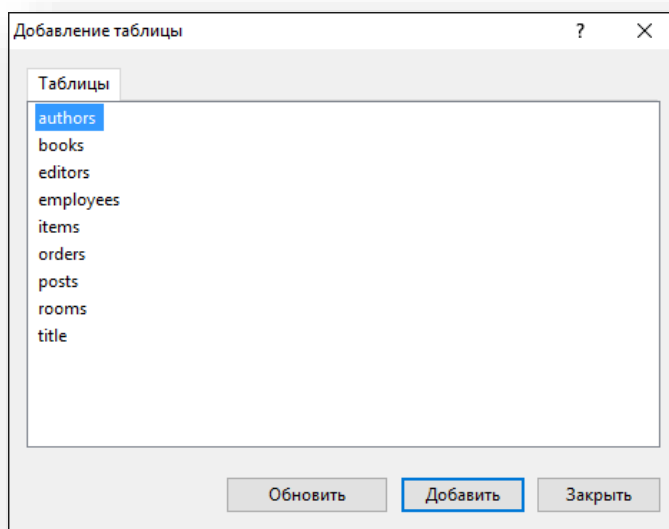 Добавление таблицы ?
Таблицы
authors
books
editors
employees
items
orders
posts
rooms
title
Обновить Добавить Закрыть